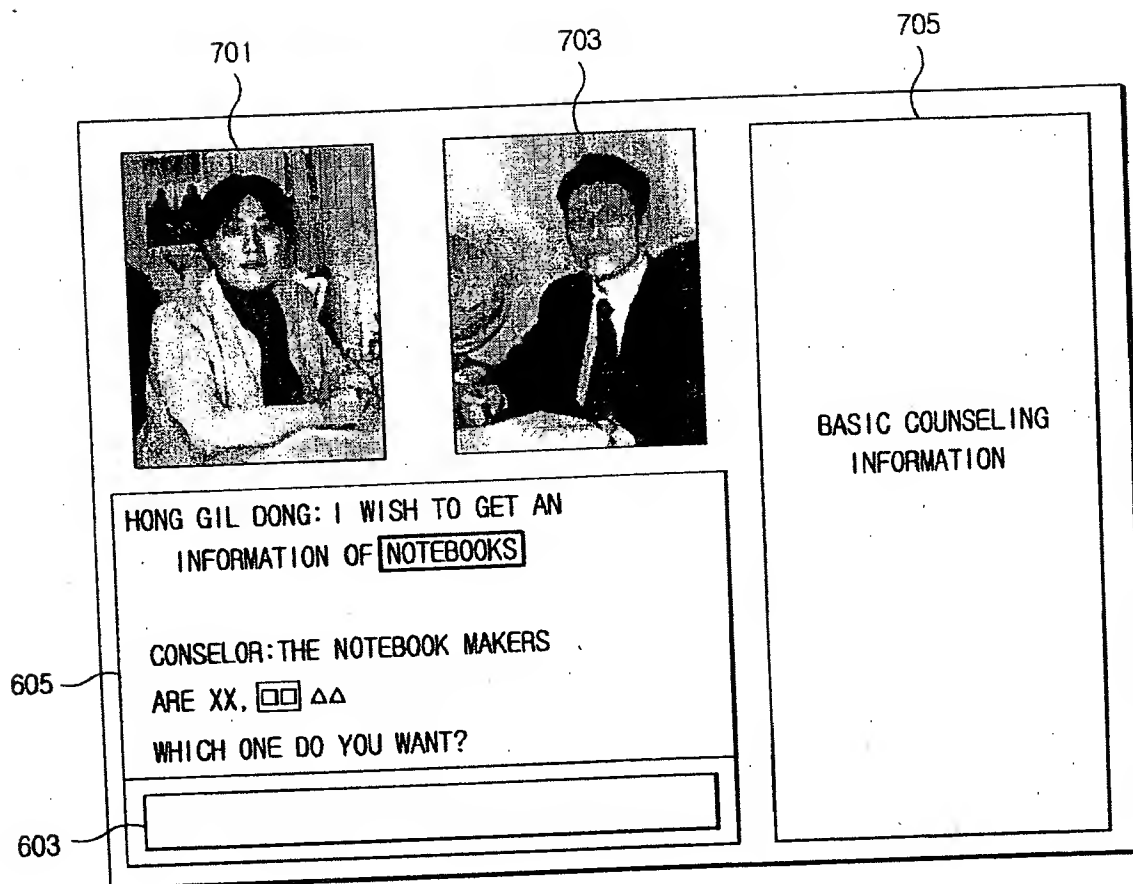 701
703
705
BASIC COUNSELING
INFORMATION
HONG GIL DONG: I WISH TO GET AN
INFORMATION OF NOTEBOOKS
CONSELOR:THE NOTEBOOK MAKERS
ARE XX, □□ △△
WHICH ONE DO YOU WANT?
605
603